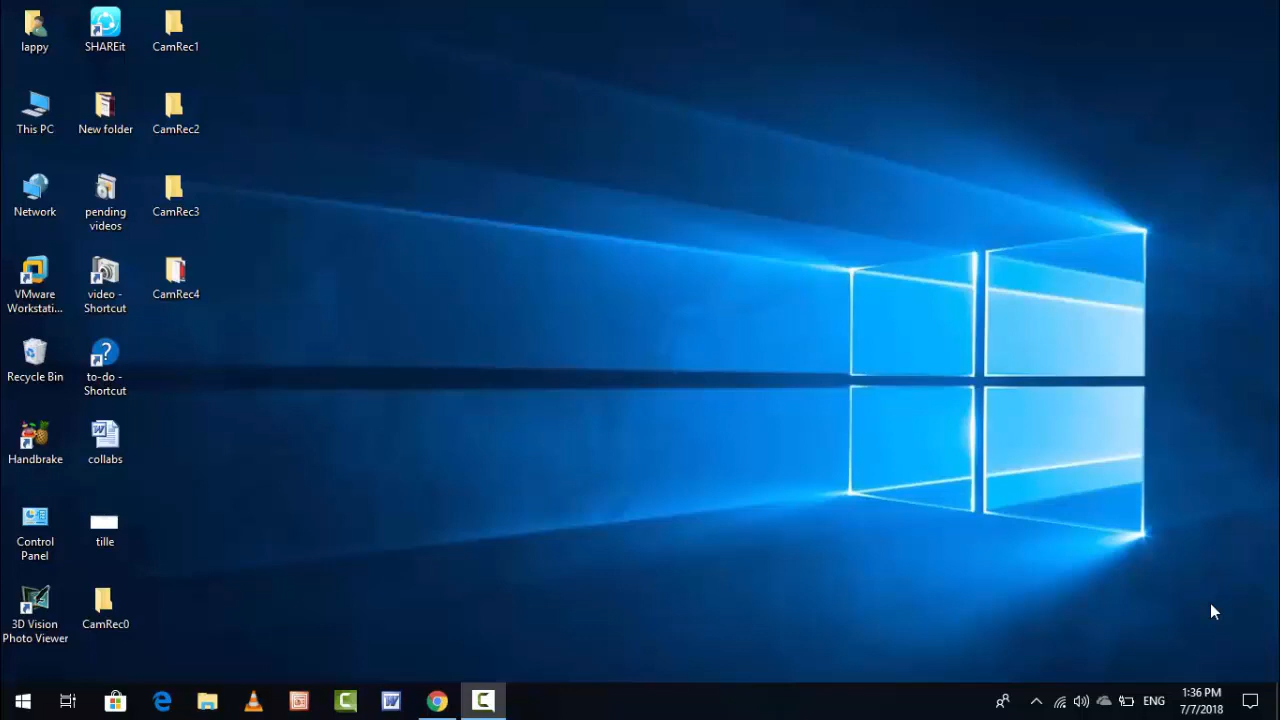 lappy
SHAREit
CamRec1
This PC
New folder
CamRec2
Network
pending
videos
CamRec3
VMware
Workstati...
video -
Shortcut
CamRec4
Recycle Bin
to-do -
Shortcut
Handbrake
collabs
Control
Panel
tille
3D Vision
Photo Viewer
CamRec0
ENG
1:36 PM
7/7/2018